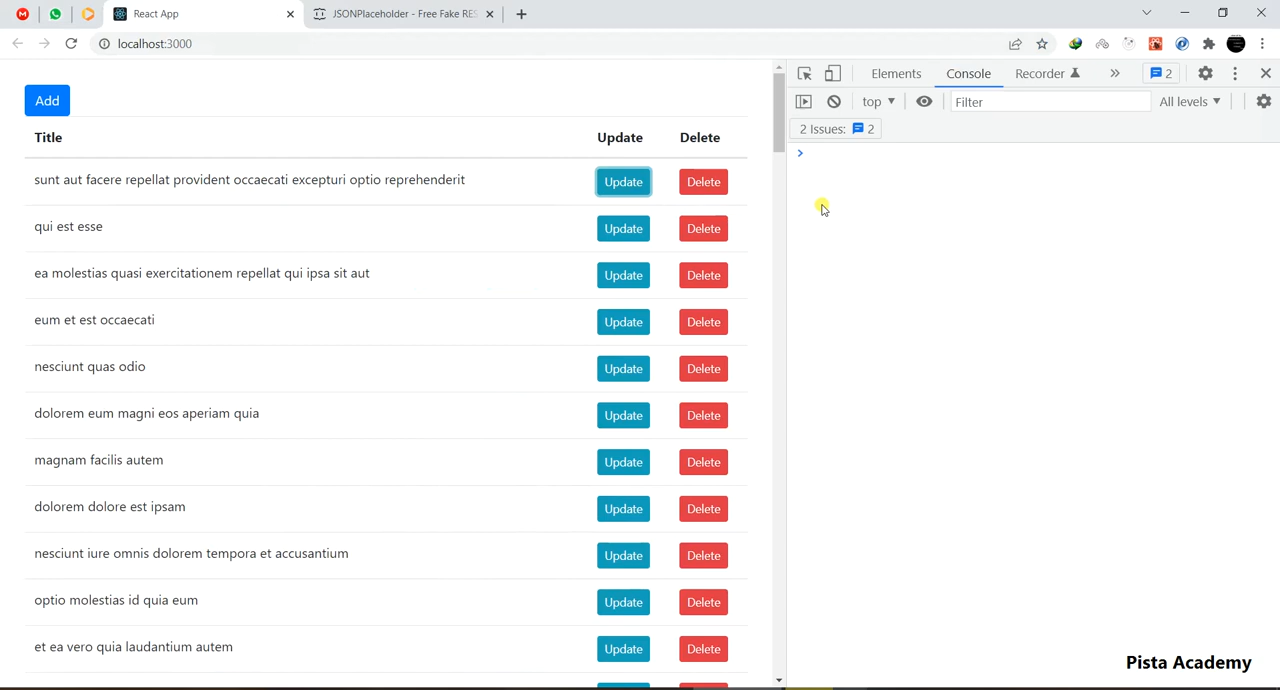 React App
JSONPlaceholder - Free Fake RES
localhost:3000
Elements
Console
Recorder
2
top
Filter
All levels
2 Issues: 2
Add
Title Update Delete
sunt aut facere repellat provident occaecati excepturi optio reprehenderit Update Delete
qui est esse Update Delete
ea molestias quasi exercitationem repellat qui ipsa sit aut Update Delete
eum et est occaecati Update Delete
nesciunt quas odio Update Delete
dolorem eum magni eos aperiam quia Update Delete
magnam facilis autem Update Delete
dolorem dolore est ipsam Update Delete
nesciunt iure omnis dolorem tempora et accusantium Update Delete
optio molestias id quia eum Update Delete
et ea vero quia laudantium autem Update Delete
Pista Academy